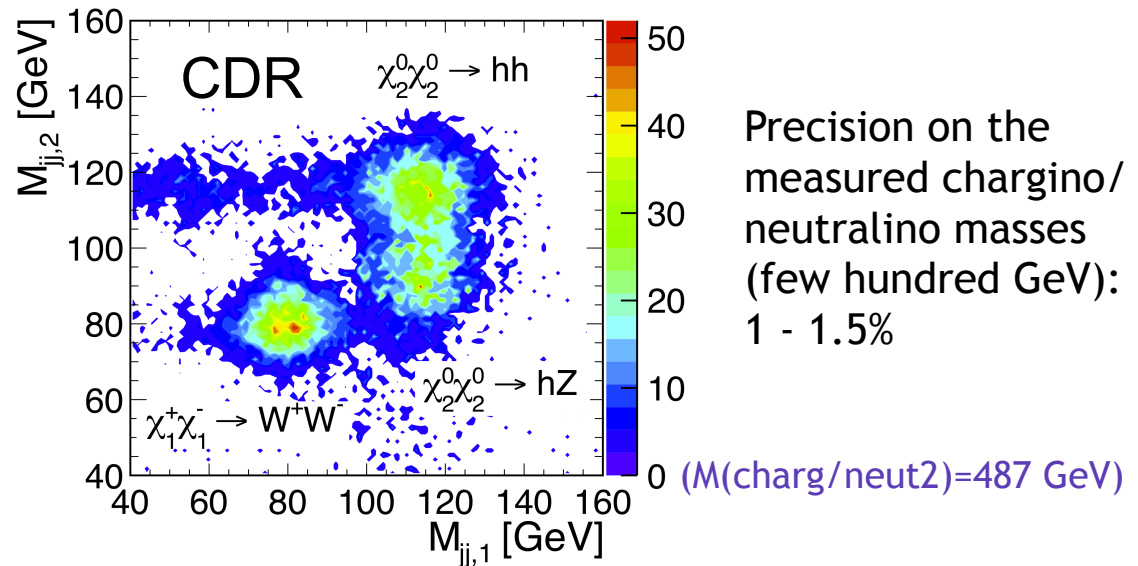 160
140
120
100
80
60
40
M_jj,2 [GeV]
CDR
χ⁰₂χ⁰₂ → hh
χ⁰₂χ⁰₂ → hZ
χ⁺₁χ⁻₁ → W⁺W⁻
40 60 80 100 120 140 160
M_jj,1 [GeV]
50
40
30
20
10
0
Precision on the
measured chargino/
neutralino masses
(few hundred GeV):
1 - 1.5%
(M(charg/neut2)=487 GeV)